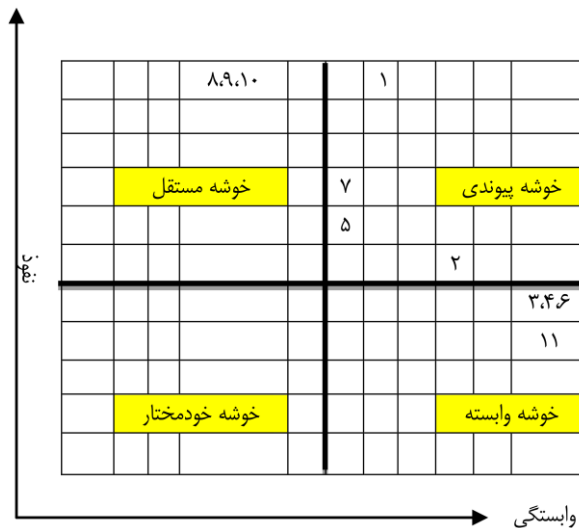 ۸،۹،۱۰
۱
خوشه پیوندی
۷
خوشه مستقل
۵
۲
نفوذ
۳،۴،۶
۱۱
خوشه وابسته
خوشه خودمختار
وابستگی